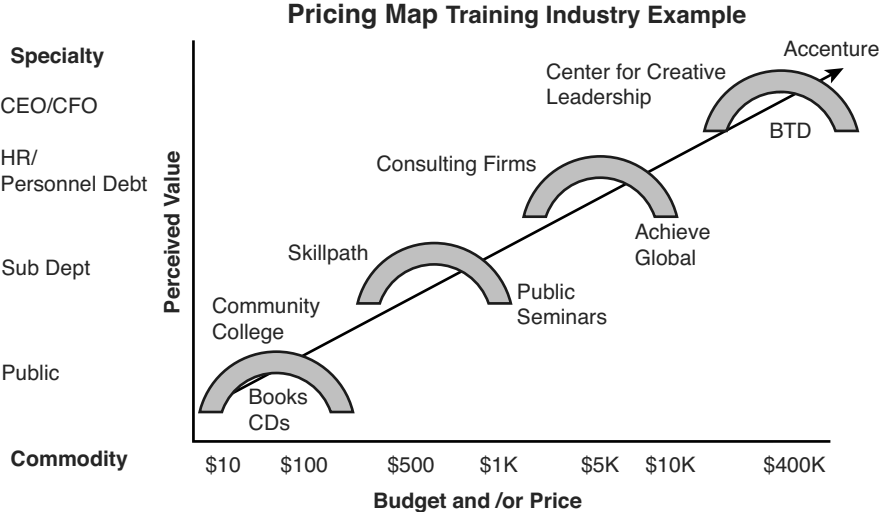 Pricing Map Training Industry Example
Specialty
CEO/CFO
HR/
Personnel Debt
Sub Dept
Public
Commodity
Perceived Value
Accenture
Center for Creative
Leadership
BTD
Consulting Firms
Achieve
Global
Skillpath
Public
Seminars
Community
College
Books
CDs
$10 $100 $500 $1K $5K $10K $400K
Budget and /or Price